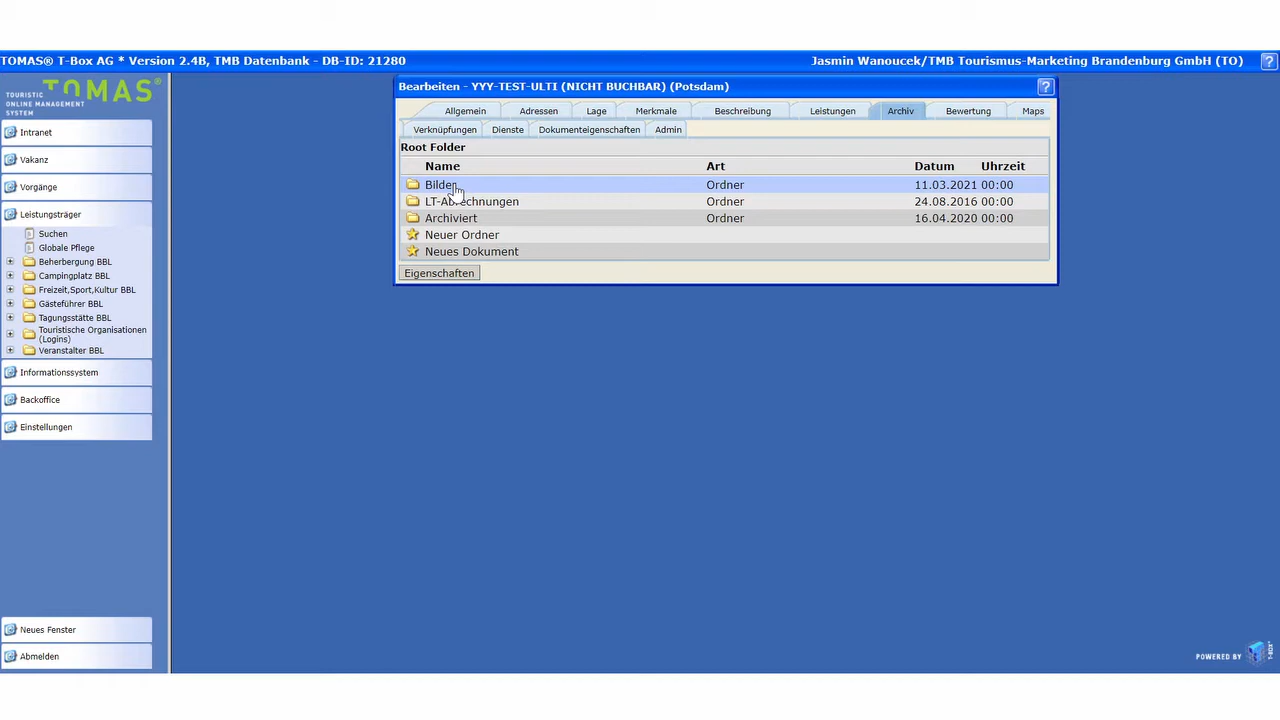 TOMAS® T-Box AG * Version 2.4B, TMB Datenbank - DB-ID: 21280
Jasmin Wanoucek/TMB Tourismus-Marketing Brandenburg GmbH (TO)
?
TOURISTIC
ONLINE MANAGEMENT
SYSTEM
TOMAS®
Intranet
Vakanz
Vorgänge
Leistungsträger
Suchen
Globale Pflege
Beherbergung BBL
Campingplatz BBL
Freizeit,Sport,Kultur BBL
Gästeführer BBL
Tagungsstätte BBL
Touristische Organisationen
(Logins)
Veranstalter BBL
Informationssystem
Backoffice
Einstellungen
Neues Fenster
Abmelden
Bearbeiten - YYY-TEST-ULTI (NICHT BUCHBAR) (Potsdam)
?
Allgemein Adressen Lage Merkmale Beschreibung Leistungen Archiv Bewertung Maps
Verknüpfungen Dienste Dokumenteigenschaften Admin
Root Folder
Name Art Datum Uhrzeit
Bilder Ordner 11.03.2021 00:00
LT-Abrechnungen Ordner 24.08.2016 00:00
Archiviert Ordner 16.04.2020 00:00
Neuer Ordner
Neues Dokument
Eigenschaften
POWERED BY
T-BOX